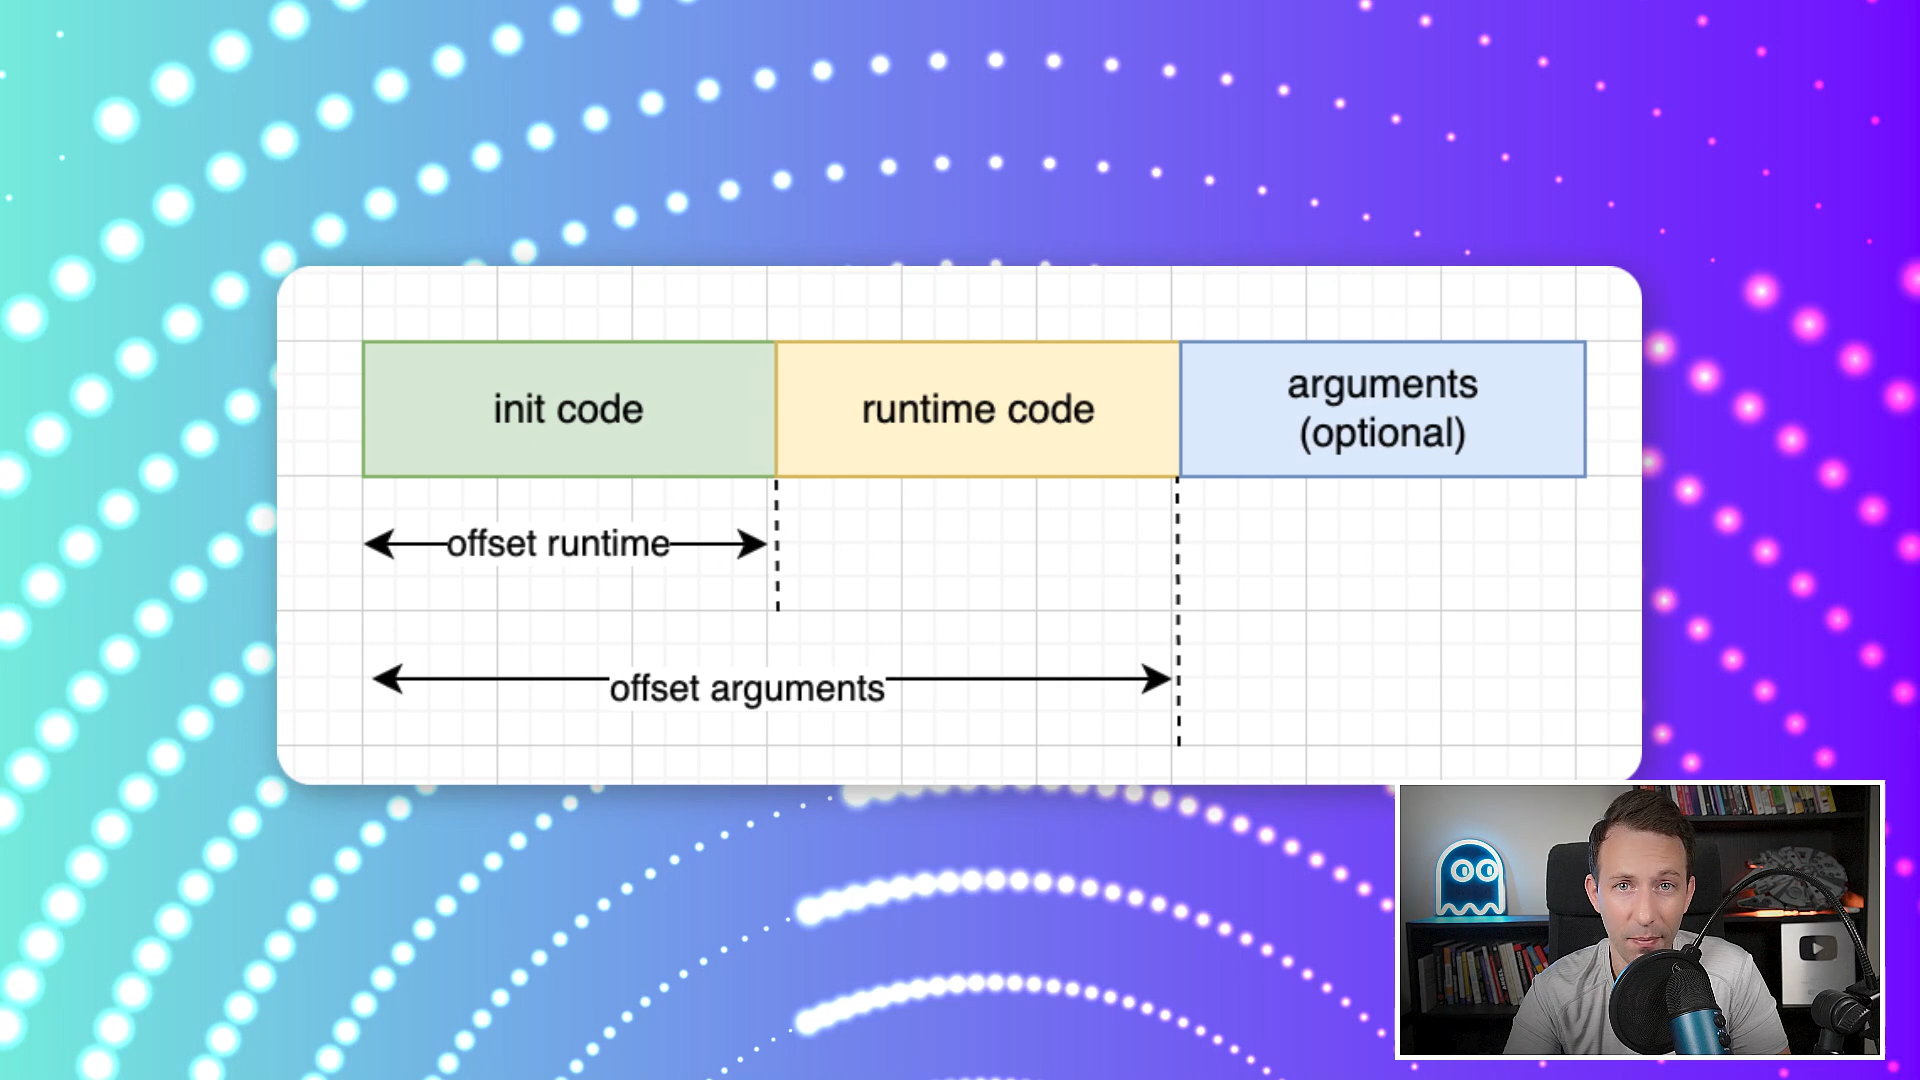 init code
runtime code
arguments
(optional)
offset runtime
offset arguments